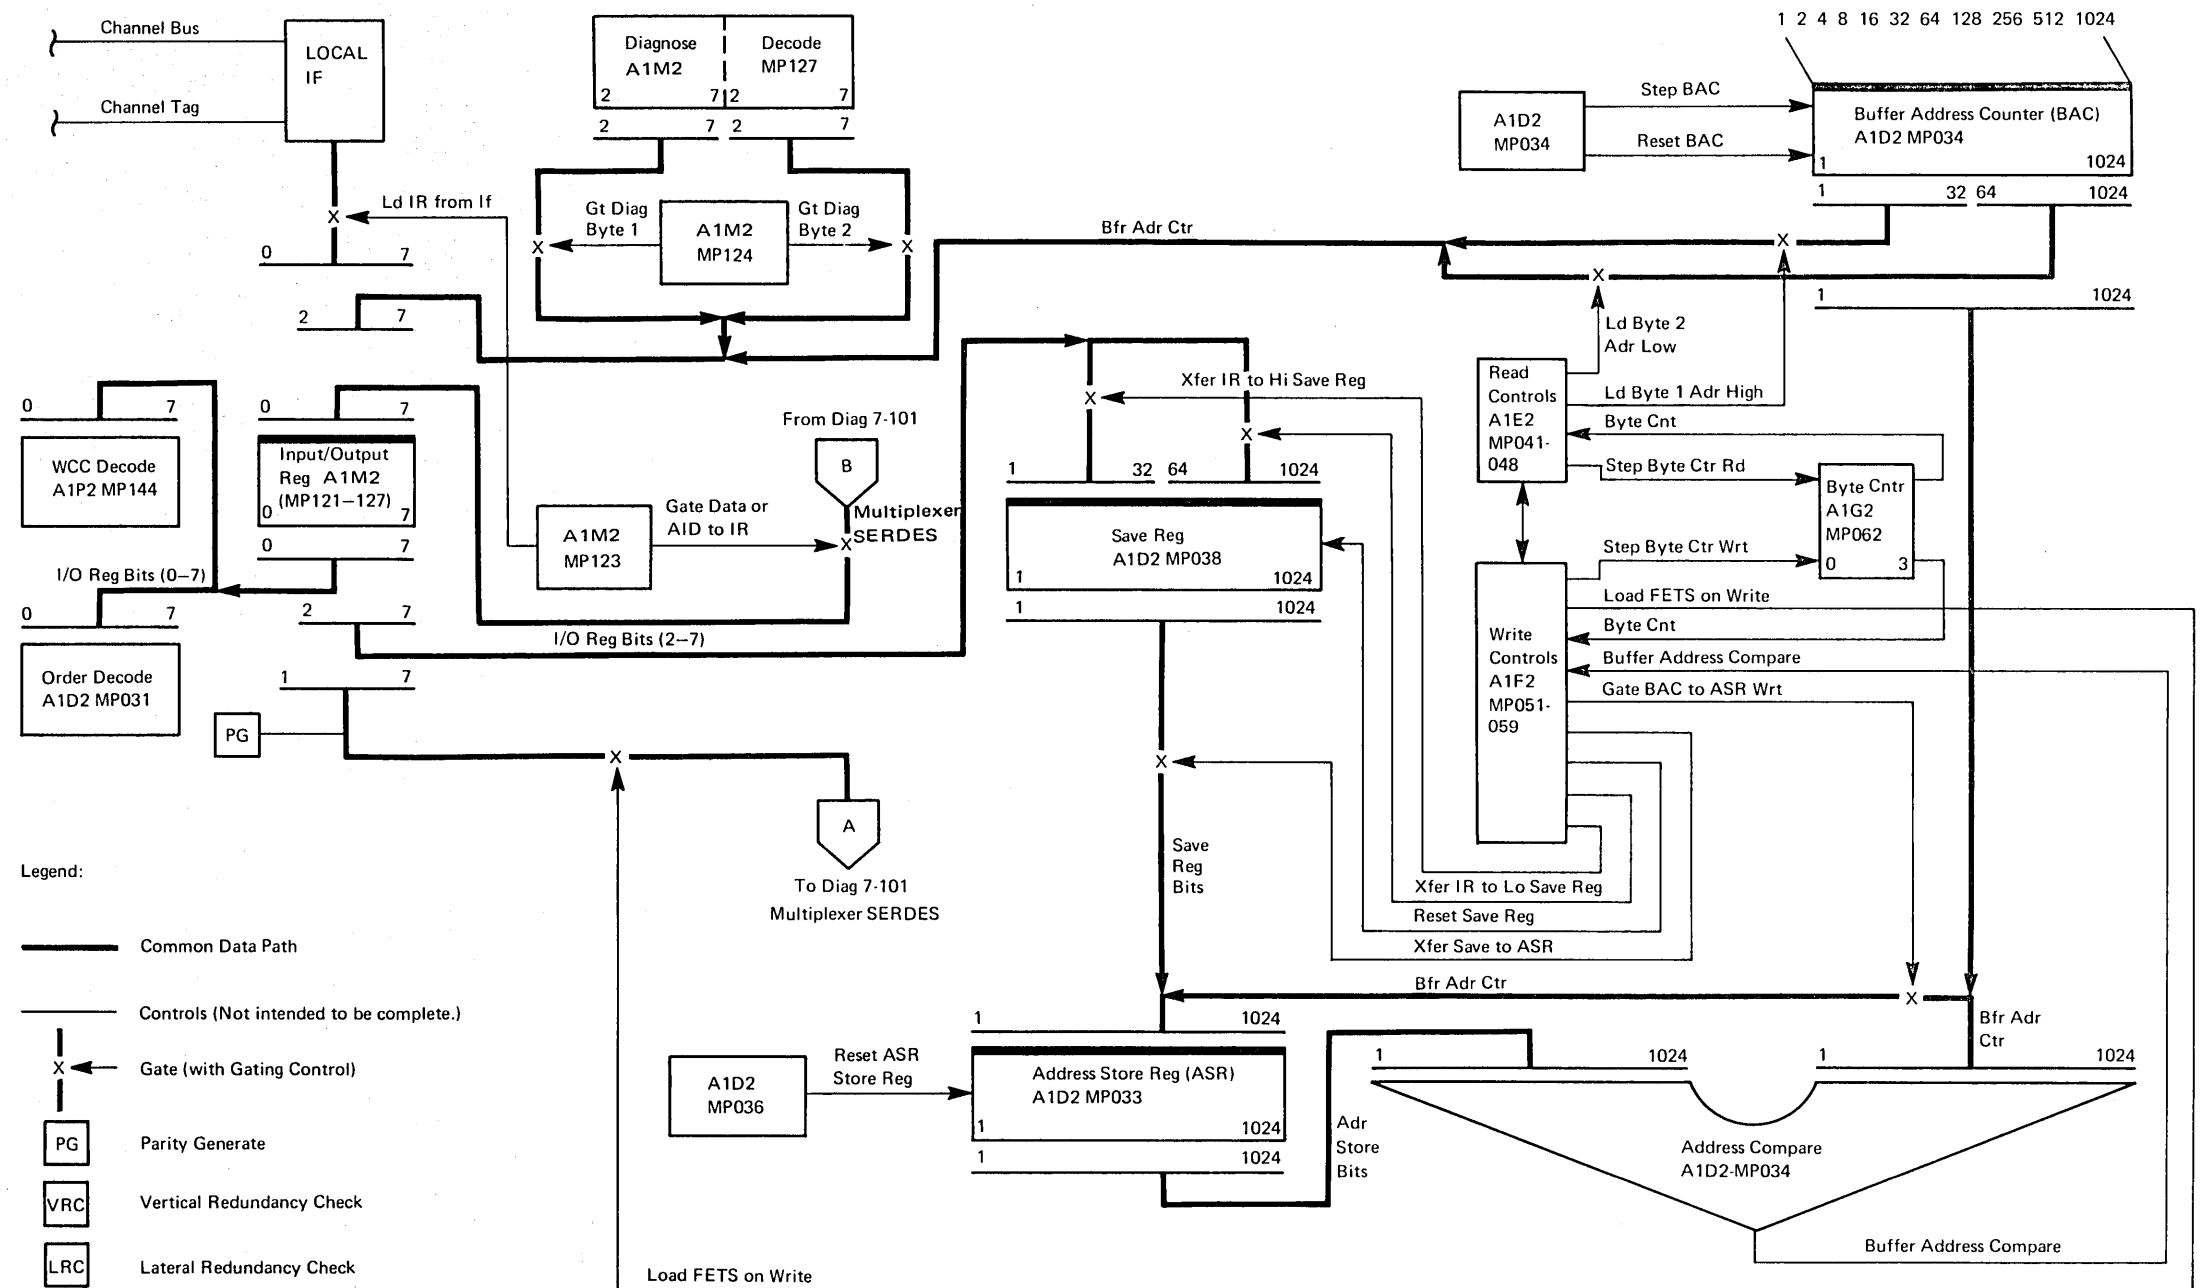 Channel Bus
Channel Tag
LOCAL
IF
Diagnose
A1M2
2 7
Decode
MP127
2 7
2 7
2 7
1 2 4 8 16 32 64 128 256 512 1024
A1D2
MP034
Step BAC
Reset BAC
Buffer Address Counter (BAC)
A1D2 MP034
1 1024
1 32 64 1024
1 1024
Ld IR from If
X
0 7
2 7
Gt Diag
Byte 1
A1M2
MP124
Gt Diag
Byte 2
X
X
Bfr Adr Ctr
X
X
Ld Byte 2
Adr Low
Read
Controls
A1E2
MP041-
048
Ld Byte 1 Adr High
Byte Cnt
Step Byte Ctr Rd
Byte Cntr
A1G2
MP062
0 3
Step Byte Ctr Wrt
Load FETS on Write
Byte Cnt
Write
Controls
A1F2
MP051-
059
Buffer Address Compare
Gate BAC to ASR Wrt
0 7
WCC Decode
A1P2 MP144
0 7
Input/Output
Reg A1M2
(MP121–127)
0 7
0 7
I/O Reg Bits (0–7)
0 7
Order Decode
A1D2 MP031
2 7
I/O Reg Bits (2–7)
1 7
PG
X
From Diag 7-101
B
Multiplexer
SERDES
A1M2
MP123
Gate Data or
AID to IR
X
A
To Diag 7-101
Multiplexer SERDES
Xfer IR to Hi Save Reg
X
X
1 32 64 1024
Save Reg
A1D2 MP038
1 1024
1 1024
X
Save
Reg
Bits
Xfer IR to Lo Save Reg
Reset Save Reg
Xfer Save to ASR
Bfr Adr Ctr
X
Bfr Adr
Ctr
1 1024
A1D2
MP036
Reset ASR
Store Reg
Address Store Reg (ASR)
A1D2 MP033
1 1024
1 1024
Adr
Store
Bits
1 1024
1 1024
Address Compare
A1D2-MP034
Buffer Address Compare
Load FETS on Write
Legend:
Common Data Path
Controls (Not intended to be complete.)
X
Gate (with Gating Control)
PG
Parity Generate
VRC
Vertical Redundancy Check
LRC
Lateral Redundancy Check